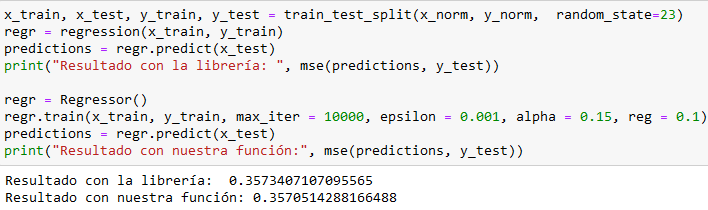 x_train, x_test, y_train, y_test = train_test_split(x_norm, y_norm,  random_state=23)
regr = regression(x_train, y_train)
predictions = regr.predict(x_test)
print("Resultado con la librería: ", mse(predictions, y_test))

regr = Regressor()
regr.train(x_train, y_train, max_iter = 10000, epsilon = 0.001, alpha = 0.15, reg = 0.1)
predictions = regr.predict(x_test)
print("Resultado con nuestra función:", mse(predictions, y_test))

Resultado con la librería:  0.3573407107095565
Resultado con nuestra función: 0.3570514288166488